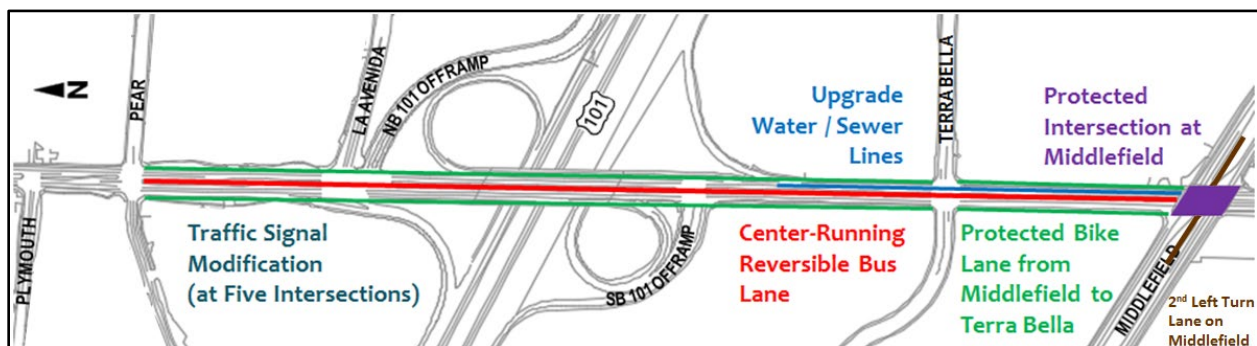 N
PEAR
LA AVENIDA
NB 101 OFFRAMP
101
Upgrade
Water / Sewer
Lines
TERRA BELLA
Protected
Intersection at
Middlefield
PLYMOUTH
Traffic Signal
Modification
(at Five Intersections)
SB 101 OFFRAMP
Center-Running
Reversible Bus
Lane
Protected Bike
Lane from
Middlefield to
Terra Bella
MIDDLEFIELD
2nd Left Turn
Lane on
Middlefield